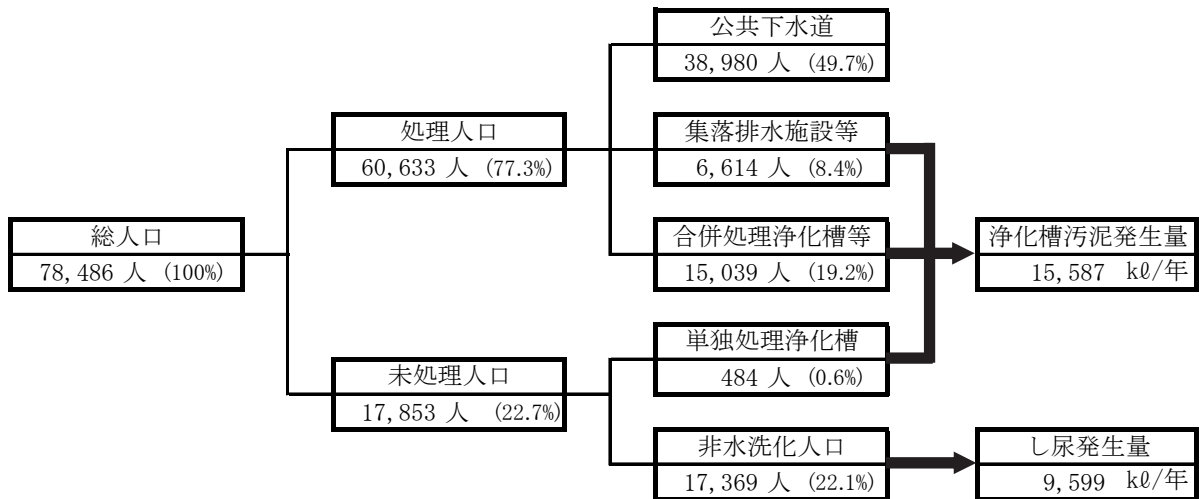 公共下水道
38,980 人 (49.7%)
処理人口
60,633 人 (77.3%)
集落排水施設等
6,614 人 (8.4%)
総人口
78,486 人 (100%)
合併処理浄化槽等
15,039 人 (19.2%)
浄化槽汚泥発生量
15,587 kℓ/年
未処理人口
17,853 人 (22.7%)
単独処理浄化槽
484 人 (0.6%)
非水洗化人口
17,369 人 (22.1%)
し尿発生量
9,599 kℓ/年